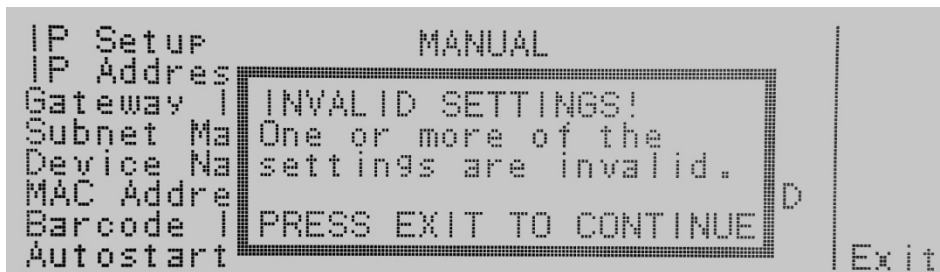 IP Setup MANUAL
IP Addres
Gateway I
Subnet Ma
Device Na
MAC Addre D
Barcode I
Autostart
INVALID SETTINGS!
One or more of the
settings are invalid.
PRESS EXIT TO CONTINUE
Exit